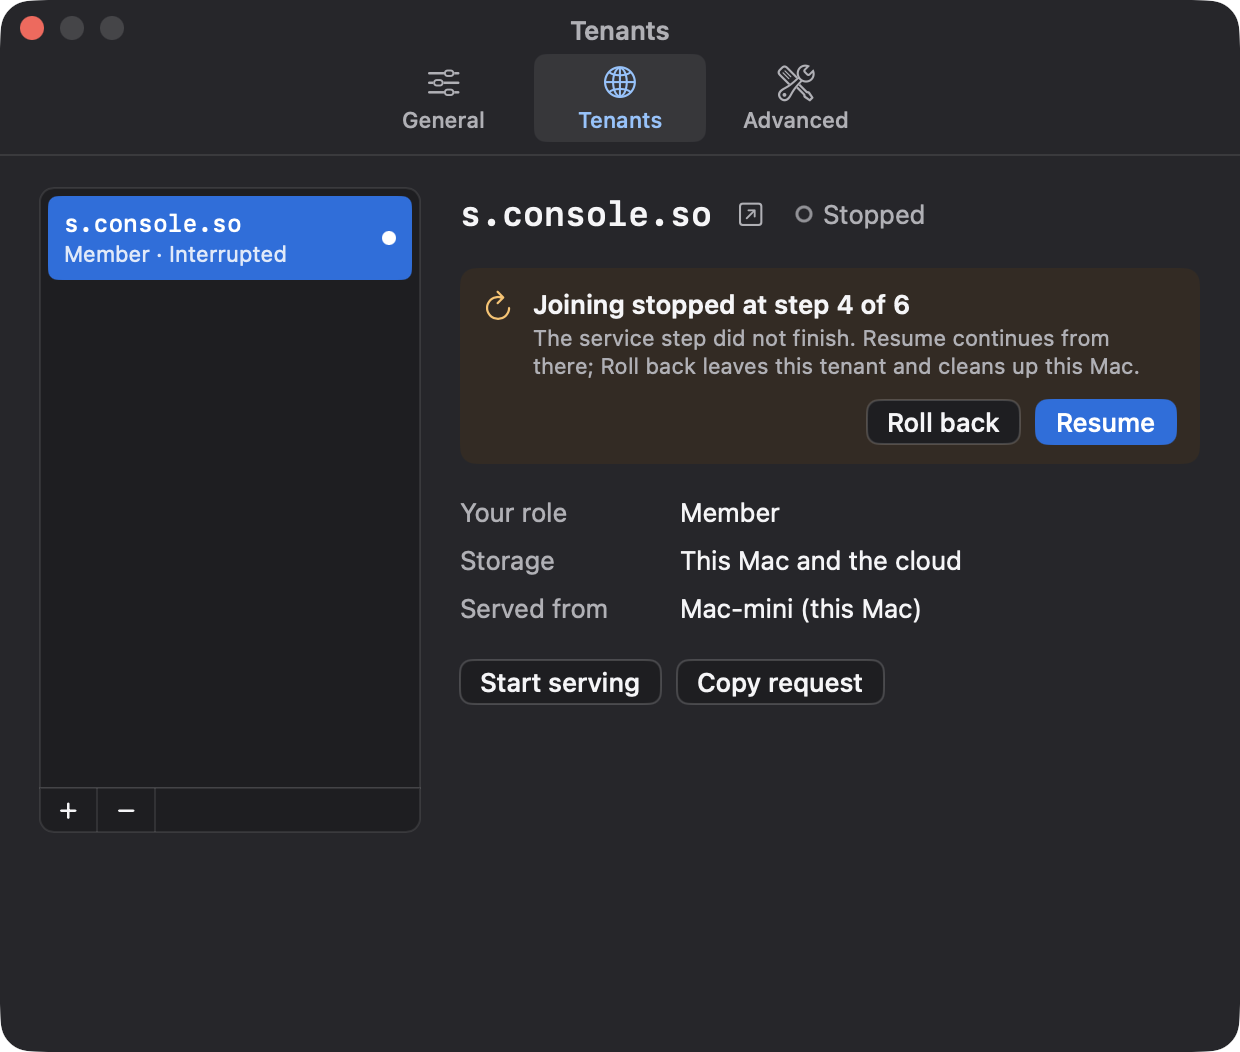 Tenants
General
Tenants
Advanced
s.console.so
Member · Interrupted
s.console.so
Stopped
Joining stopped at step 4 of 6
The service step did not finish. Resume continues from
there; Roll back leaves this tenant and cleans up this Mac.
Roll back
Resume
Your role
Member
Storage
This Mac and the cloud
Served from
Mac-mini (this Mac)
Start serving
Copy request